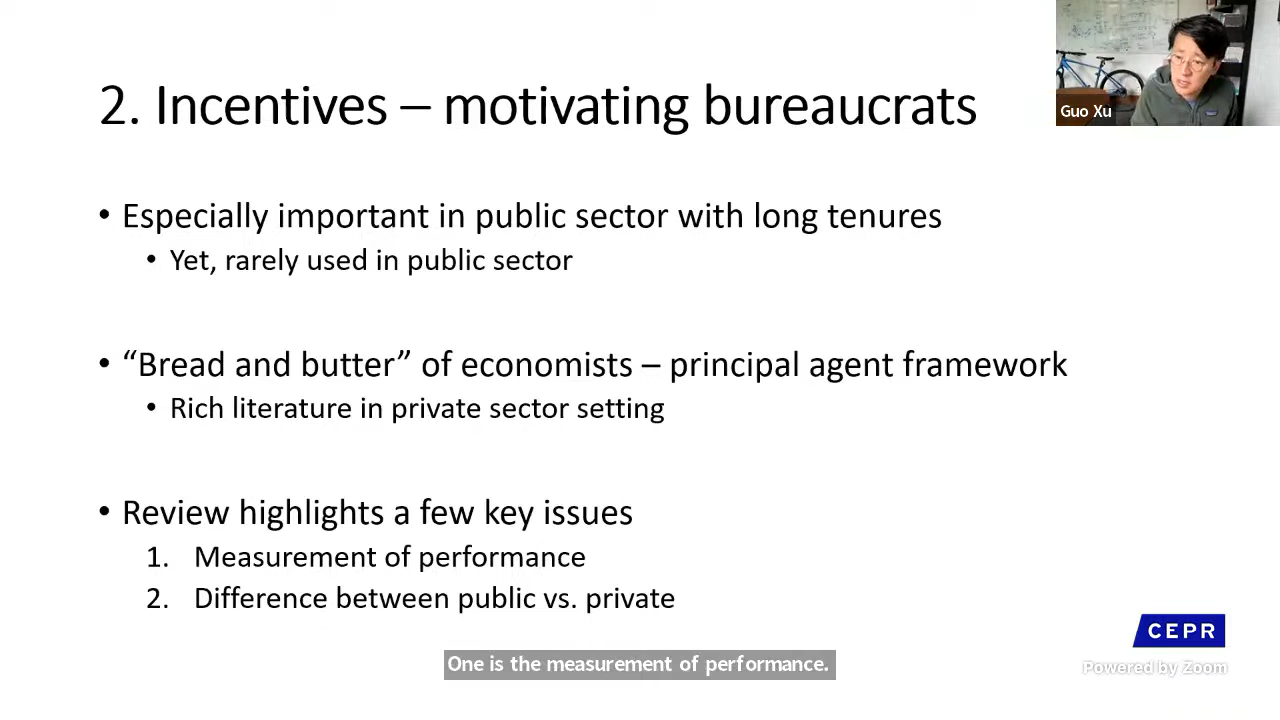 2. Incentives – motivating bureaucrats
Guo Xu
• Especially important in public sector with long tenures
• Yet, rarely used in public sector
• “Bread and butter” of economists – principal agent framework
• Rich literature in private sector setting
• Review highlights a few key issues
1. Measurement of performance
2. Difference between public vs. private
CEPR
One is the measurement of performance.
Powered by Zoom